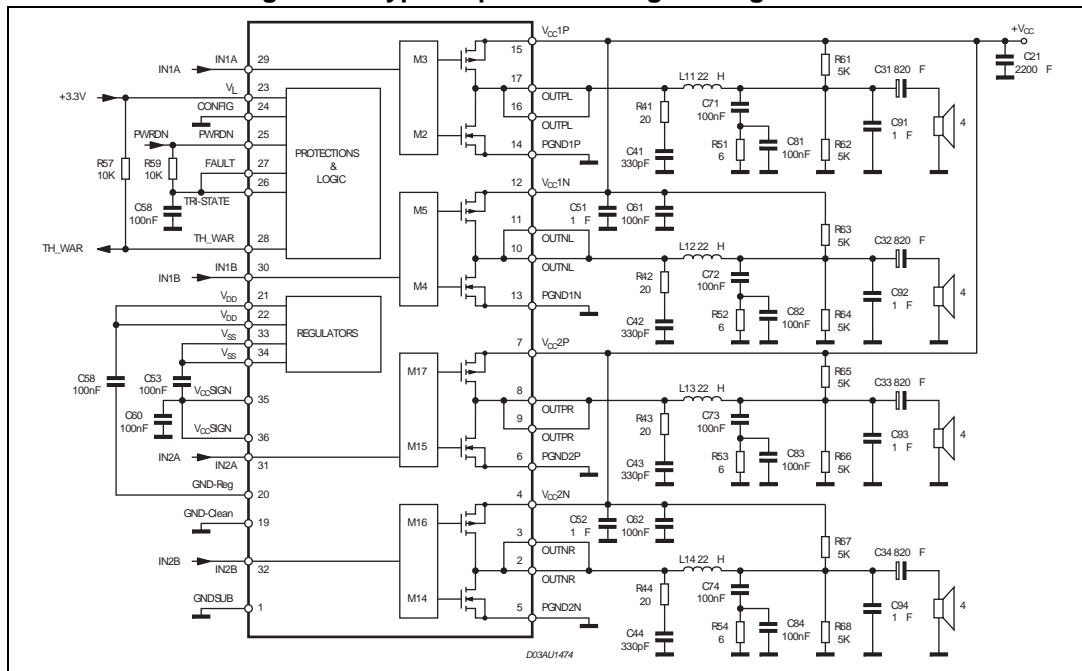 VCC1P
+VCC
IN1A
IN1A
29
M3
15
R61
5K
C31 820 F
C21
2200 F
+3.3V
VL
23
17
OUTPL
L11 22 H
CONFIG
24
16
OUTPL
R41
20
C71
100nF
C91
1 F
4
PWRDN
PWRDN
25
M2
14
PGND1P
R51
6
C81
100nF
R62
5K
R57
10K
R59
10K
FAULT
27
PROTECTIONS
&
LOGIC
C41
330pF
26
TRI-STATE
C58
100nF
12
VCC1N
M5
11
C51
1 F
C61
100nF
R63
5K
TH_WAR
TH_WAR
28
OUTNL
10
OUTNL
L12 22 H
C32 820 F
IN1B
IN1B
30
M4
R42
20
C72
100nF
C92
1 F
4
13
PGND1N
R52
6
C82
100nF
R64
5K
C42
330pF
VDD
21
VDD
22
REGULATORS
VSS
33
VSS
34
7
VCC2P
C58
100nF
C53
100nF
M17
R65
5K
8
OUTPR
L13 22 H
C33 820 F
VCCSIGN
35
C60
100nF
9
OUTPR
R43
20
C73
100nF
C93
1 F
4
VCCSIGN
36
M15
IN2A
IN2A
31
6
PGND2P
R53
6
C83
100nF
R66
5K
C43
330pF
GND-Reg
20
4
VCC2N
GND-Clean
19
M16
3
C52
1 F
C62
100nF
R67
5K
OUTNR
IN2B
IN2B
32
2
OUTNR
L14 22 H
C34 820 F
M14
R44
20
C74
100nF
C94
1 F
4
GNDSUB
1
5
PGND2N
R54
6
C84
100nF
R68
5K
C44
330pF
D03AU1474